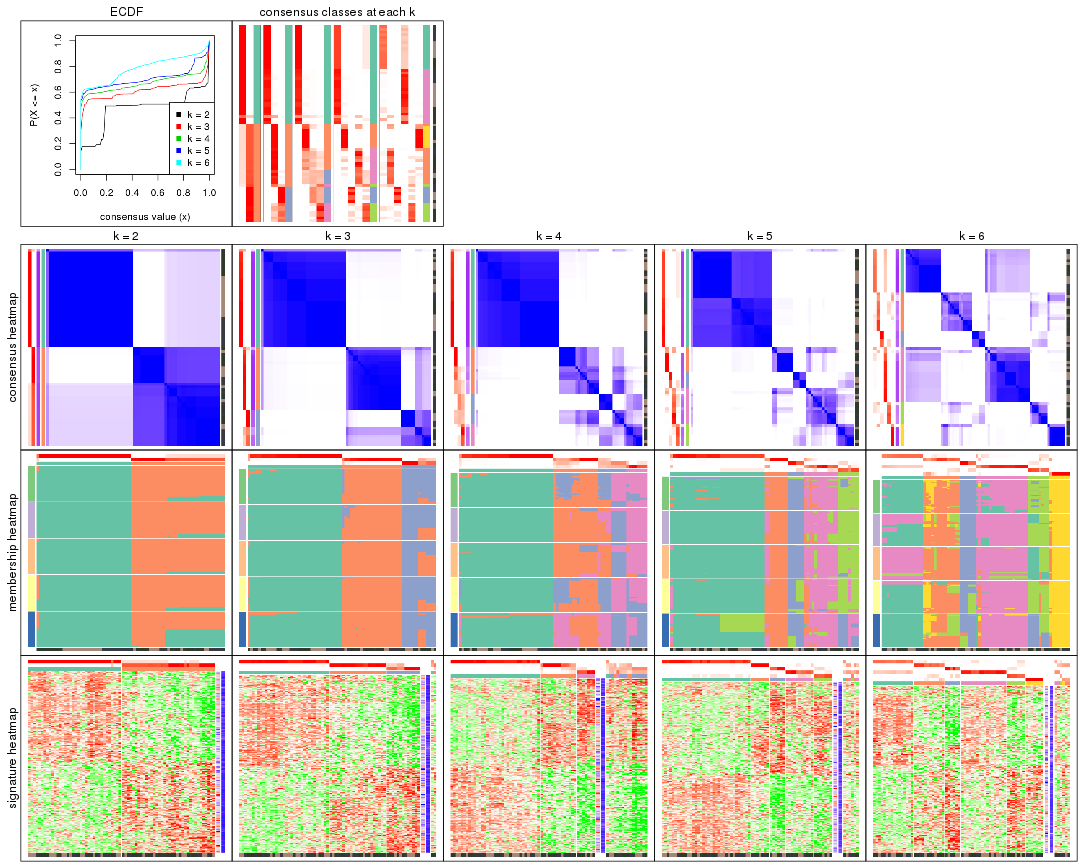 ECDF
consensus classes at each k
P(X <= x)
1.0
0.8
0.6
0.4
0.2
0.0
k = 2
k = 3
k = 4
k = 5
k = 6
0.0 0.2 0.4 0.6 0.8 1.0
consensus value (x)
k = 2
k = 3
k = 4
k = 5
k = 6
consensus heatmap
membership heatmap
signature heatmap